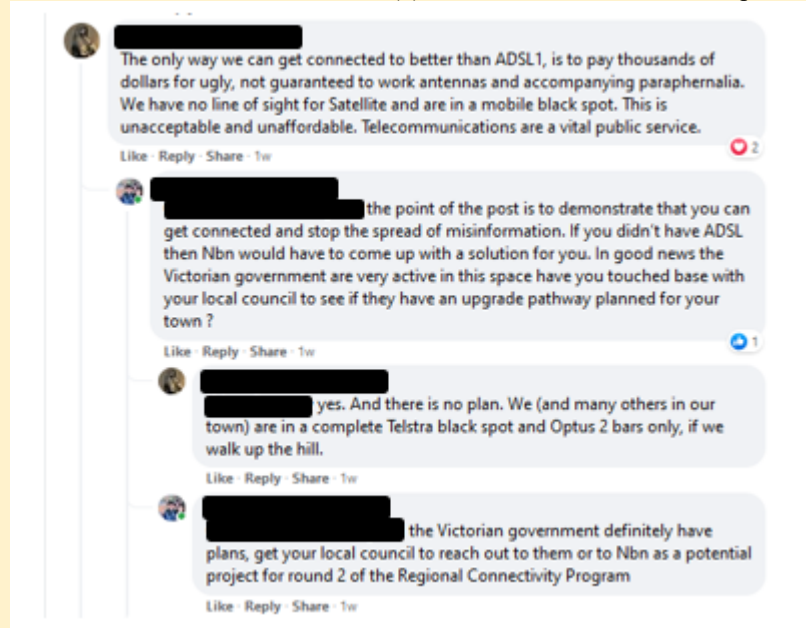 The only way we can get connected to better than ADSL1, is to pay thousands of
dollars for ugly, not guaranteed to work antennas and accompanying paraphernalia.
We have no line of sight for Satellite and are in a mobile black spot. This is
unacceptable and unaffordable. Telecommunications are a vital public service.
2
Like · Reply · Share · 1w
the point of the post is to demonstrate that you can
get connected and stop the spread of misinformation. If you didn't have ADSL
then Nbn would have to come up with a solution for you. In good news the
Victorian government are very active in this space have you touched base with
your local council to see if they have an upgrade pathway planned for your
town ?
1
Like · Reply · Share · 1w
yes. And there is no plan. We (and many others in our
town) are in a complete Telstra black spot and Optus 2 bars only, if we
walk up the hill.
Like · Reply · Share · 1w
the Victorian government definitely have
plans, get your local council to reach out to them or to Nbn as a potential
project for round 2 of the Regional Connectivity Program
Like · Reply · Share · 1w